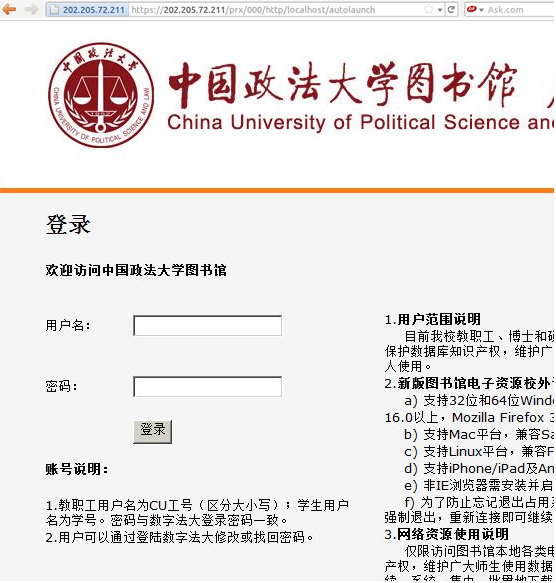 202.205.72.211 https://202.205.72.211/prx/000/http/localhost/autolaunch
Ask.com
中国政法大学
CHINA UNIVERSITY OF POLITICAL SCIENCE AND LAW
中国政法大学图书馆
China University of Political Science an
登录
欢迎访问中国政法大学图书馆
用户名：
密码：
登录
账号说明：
1.教职工用户名为CU工号（区分大小写）；学生用户
名为学号。密码与数字法大登录密码一致。
2.用户可以通过登陆数字法大修改或找回密码。
1.用户范围说明
目前我校教职工、博士和硕
保护数据库知识产权，维护广
人使用。
2.新版图书馆电子资源校外
a) 支持32位和64位Windo
16.0以上，Mozilla Firefox 3
b) 支持Mac平台，兼容Sa
c) 支持Linux平台，兼容F
d) 支持iPhone/iPad及An
e) 非IE浏览器需安装并启
f) 为了防止忘记退出占用
强制退出，重新连接即可继续
3.网络资源使用说明
仅限访问图书馆本地各类电
产权，维护广大师生使用数据